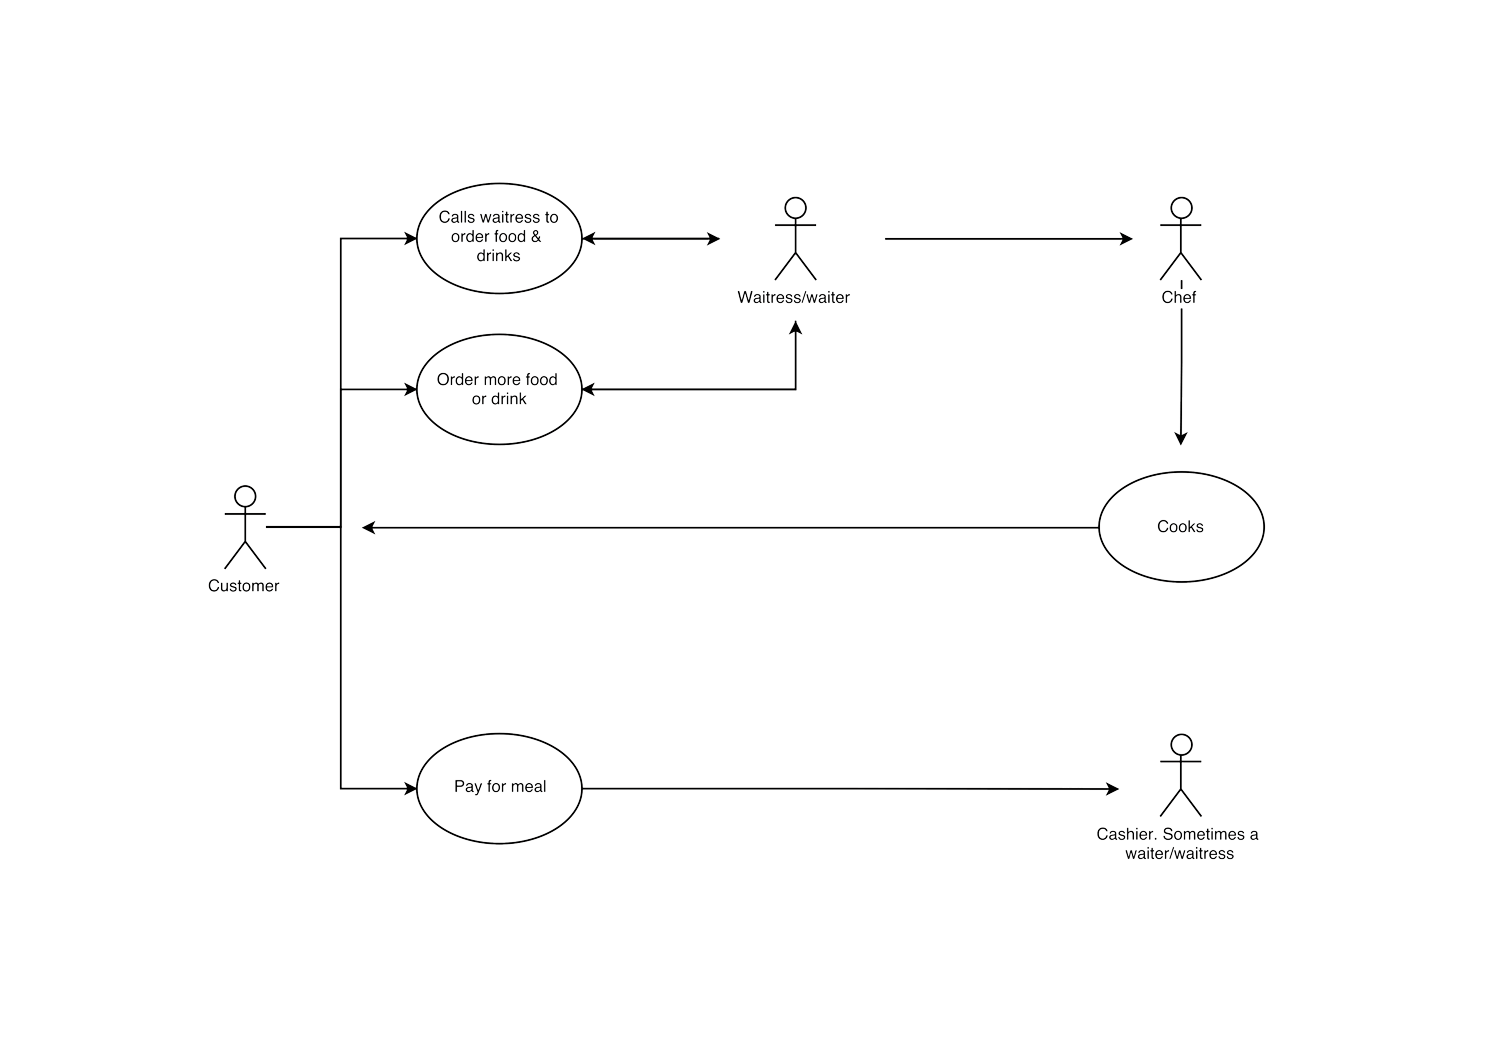 Calls waitress to
order food &
drinks
Waitress/waiter
Chef
Order more food
or drink
Cooks
Customer
Pay for meal
Cashier. Sometimes a
waiter/waitress